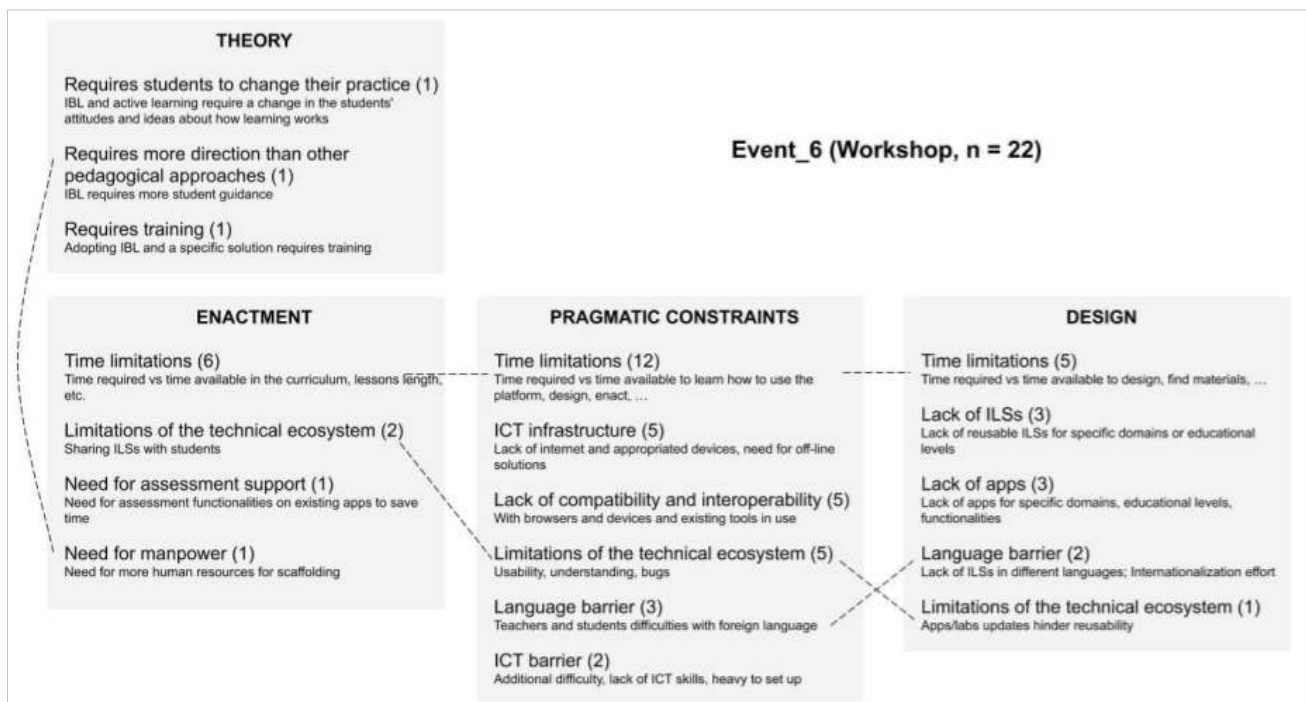 THEORY
Requires students to change their practice (1)
IBL and active learning require a change in the students'
attitudes and ideas about how learning works
Requires more direction than other
pedagogical approaches (1)
IBL requires more student guidance
Requires training (1)
Adopting IBL and a specific solution requires training
Event_6 (Workshop, n = 22)
ENACTMENT
Time limitations (6)
Time required vs time available in the curriculum, lessons length,
etc.
Limitations of the technical ecosystem (2)
Sharing ILSs with students
Need for assessment support (1)
Need for assessment functionalities on existing apps to save
time
Need for manpower (1)
Need for more human resources for scaffolding
PRAGMATIC CONSTRAINTS
Time limitations (12)
Time required vs time available to learn how to use the
platform, design, enact, ...
ICT infrastructure (5)
Lack of internet and appropriated devices, need for off-line
solutions
Lack of compatibility and interoperability (5)
With browsers and devices and existing tools in use
Limitations of the technical ecosystem (5)
Usability, understanding, bugs
Language barrier (3)
Teachers and students difficulties with foreign language
ICT barrier (2)
Additional difficulty, lack of ICT skills, heavy to set up
DESIGN
Time limitations (5)
Time required vs time available to design, find materials, ...
Lack of ILSs (3)
Lack of reusable ILSs for specific domains or educational
levels
Lack of apps (3)
Lack of apps for specific domains, educational levels,
functionalities
Language barrier (2)
Lack of ILSs in different languages; Internationalization effort
Limitations of the technical ecosystem (1)
Apps/labs updates hinder reusability